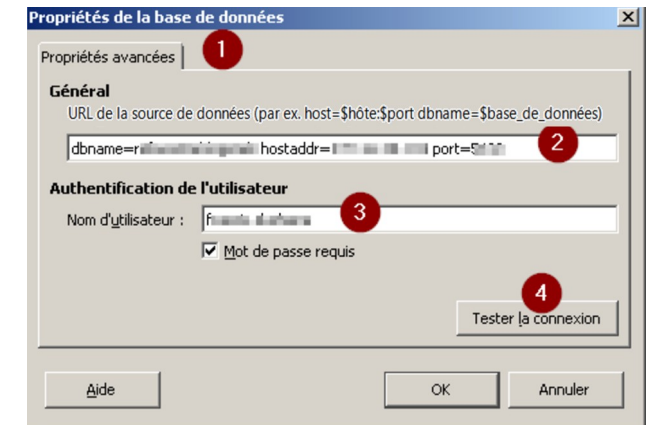 Propriétés de la base de données
1
Propriétés avancées
Général
URL de la source de données (par ex. host=$hôte:$port dbname=$base_de_données)
dbname= hostaddr= port=
2
Authentification de l'utilisateur
Nom d'utilisateur :
3
Mot de passe requis
4
Tester la connexion
Aide
OK
Annuler